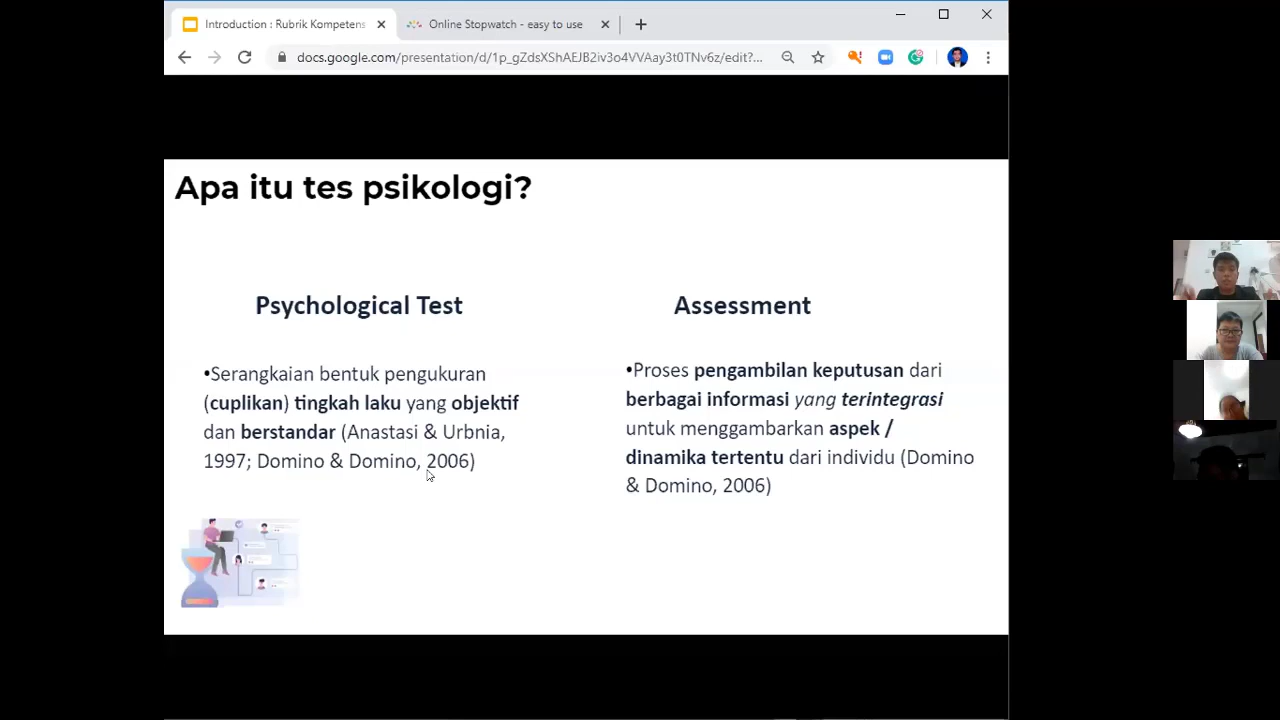 Introduction : Rubrik Kompetens
Online Stopwatch - easy to use
docs.google.com/presentation/d/1p_gZdsXShAEJB2iv3o4VVAay3t0TNv6z/edit?...
Apa itu tes psikologi?
Psychological Test
•Serangkaian bentuk pengukuran
(cuplikan) tingkah laku yang objektif
dan berstandar (Anastasi & Urbnia,
1997; Domino & Domino, 2006)
Assessment
•Proses pengambilan keputusan dari
berbagai informasi yang terintegrasi
untuk menggambarkan aspek /
dinamika tertentu dari individu (Domino
& Domino, 2006)